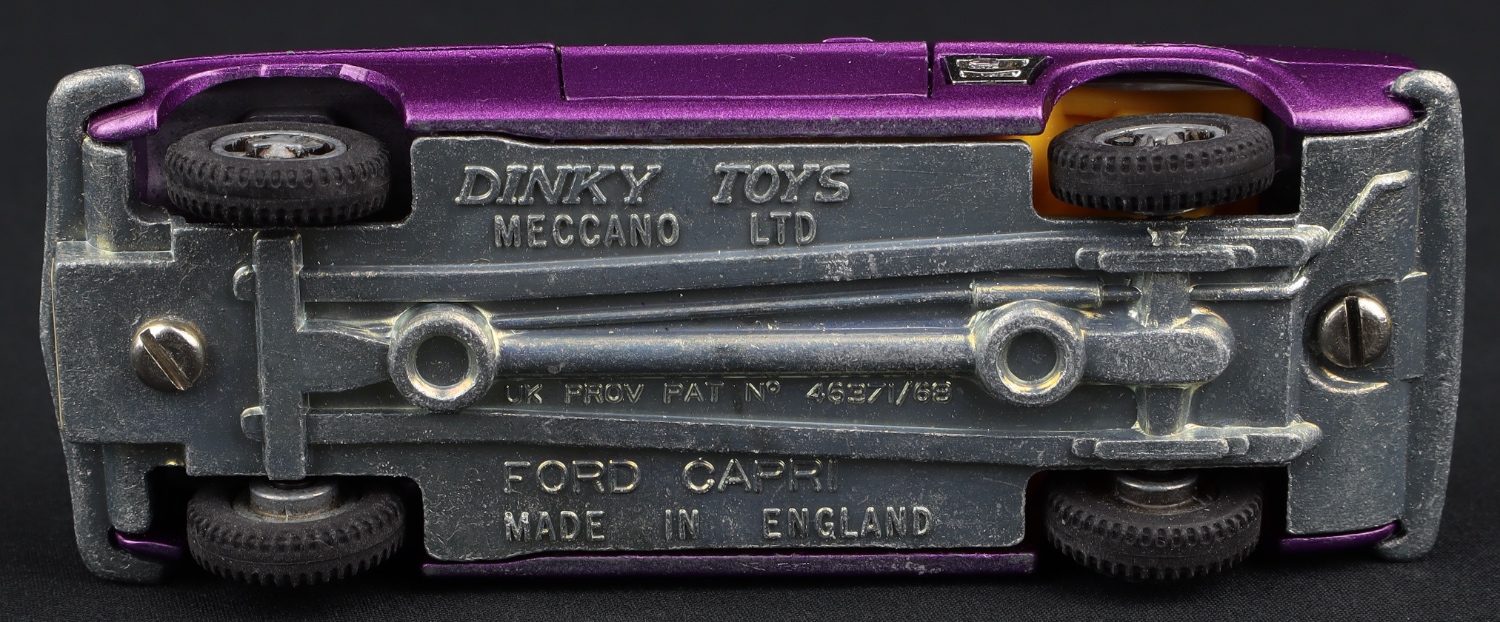 DINKY TOYS
MECCANO LTD
UK PROV PAT Nº 46371/68
FORD CAPRI
MADE IN ENGLAND